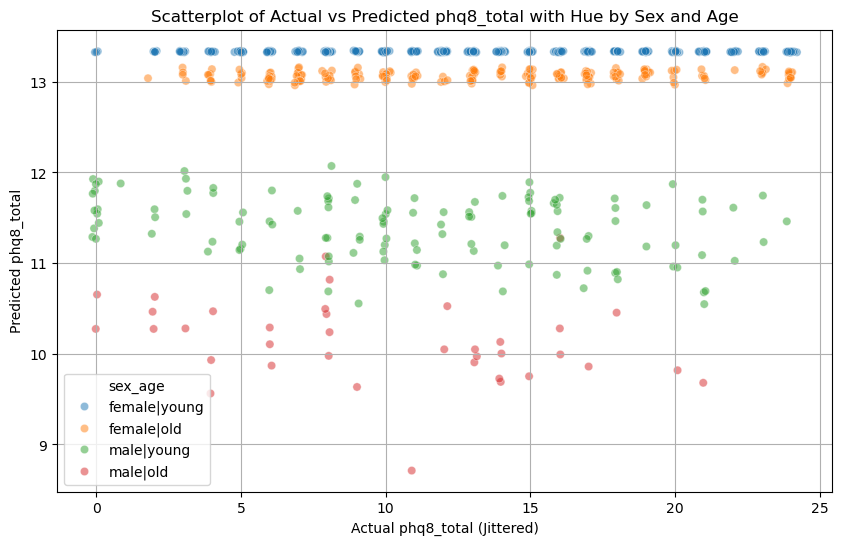 Scatterplot of Actual vs Predicted phq8_total with Hue by Sex and Age
Predicted phq8_total
13
12
11
10
9
sex_age
female|young
female|old
male|young
male|old
0
5
10
15
20
25
Actual phq8_total (Jittered)